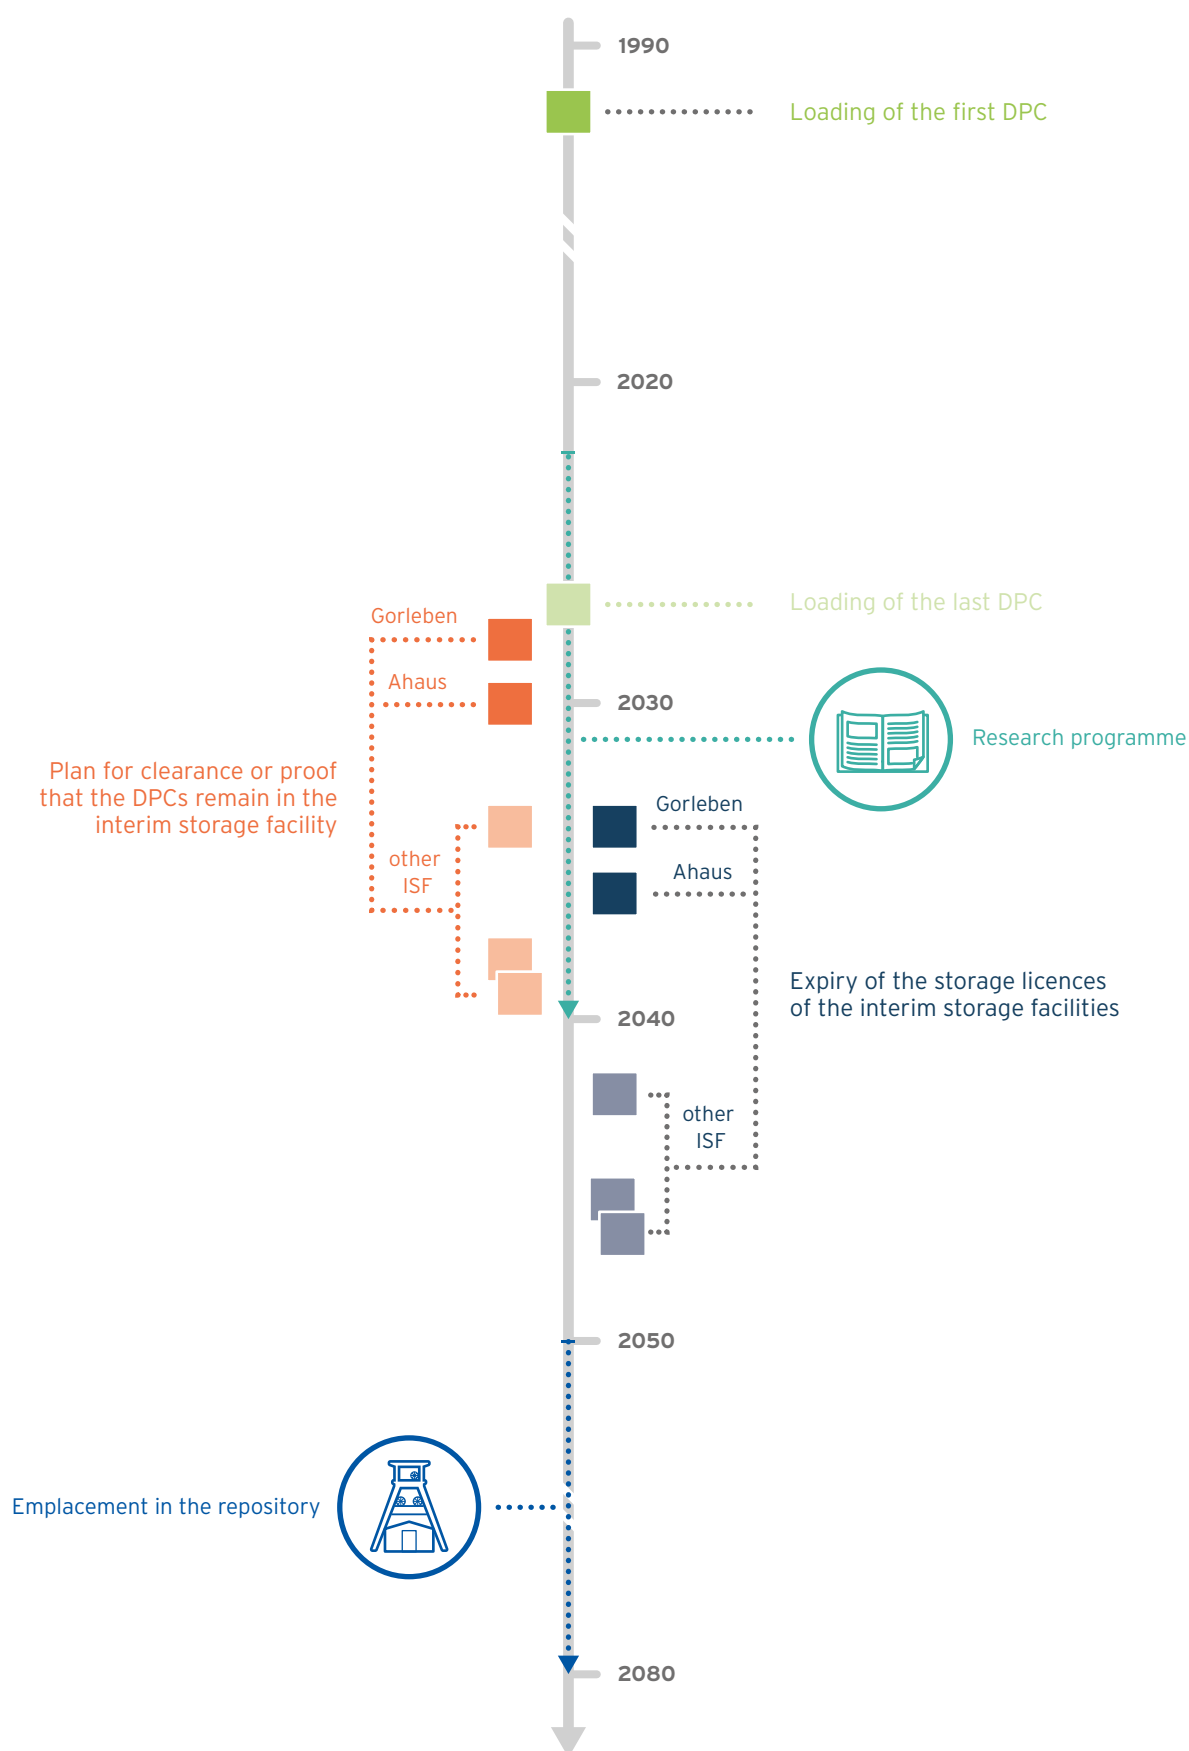 1990
Loading of the first DPC
2020
Loading of the last DPC
Gorleben
Ahaus
2030
Research programme
Plan for clearance or proof
that the DPCs remain in the
interim storage facility
Gorleben
other
ISF
Ahaus
Expiry of the storage licences
of the interim storage facilities
2040
other
ISF
2050
Emplacement in the repository
2080